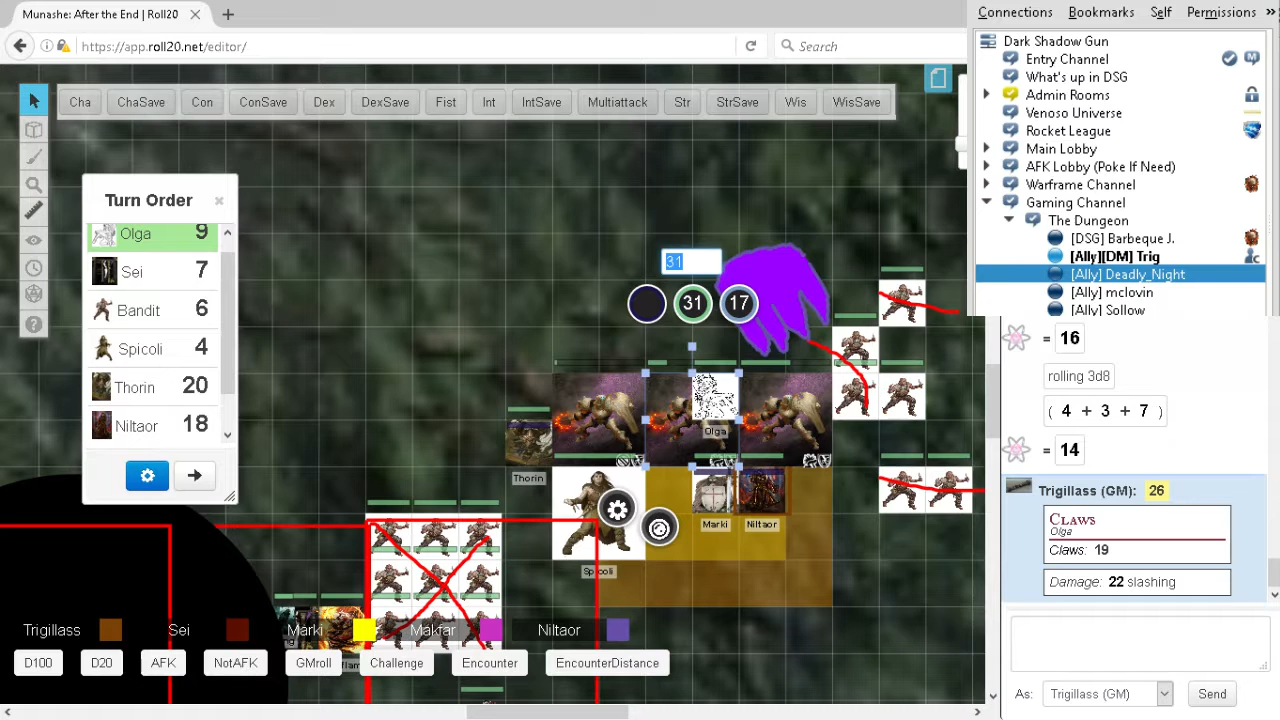 Munashe: After the End | Roll20
https://app.roll20.net/editor/
Search
Connections Bookmarks Self Permissions »
Cha ChaSave Con ConSave Dex DexSave Fist Int IntSave Multiattack Str StrSave Wis WisSave
Dark Shadow Gun
Entry Channel
What's up in DSG
Admin Rooms
Venoso Universe
Rocket League
Main Lobby
AFK Lobby (Poke If Need)
Warframe Channel
Gaming Channel
The Dungeon
[DSG] Barbeque J.
[Ally][DM] Trig
[Ally] Deadly_Night
[Ally] mclovin
[Ally] Sollow
Turn Order
Olga 9
Sei 7
Bandit 6
Spicoli 4
Thorin 20
Niltaor 18
31
31 17
Olga
Thorin
Marki
Niltaor
Spicoli
= 16
rolling 3d8
( 4 + 3 + 7 )
= 14
Trigillass (GM): 26
Claws
Olga
Claws: 19
Damage: 22 slashing
Trigillass Sei Marki Makfar Niltaor
D100 D20 AFK NotAFK GMroll Challenge Encounter EncounterDistance
As: Trigillass (GM) Send